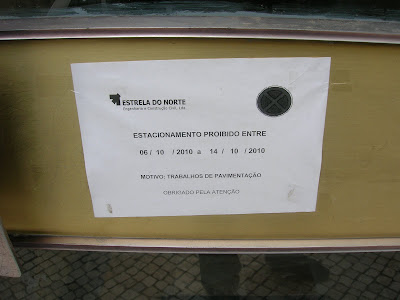 ESTRELA DO NORTE
Engenharia e Construção Civil, Lda
ESTACIONAMENTO PROIBIDO ENTRE
06 / 10 / 2010 a 14 / 10 / 2010
MOTIVO: TRABALHOS DE PAVIMENTAÇÃO
OBRIGADO PELA ATENÇÃO